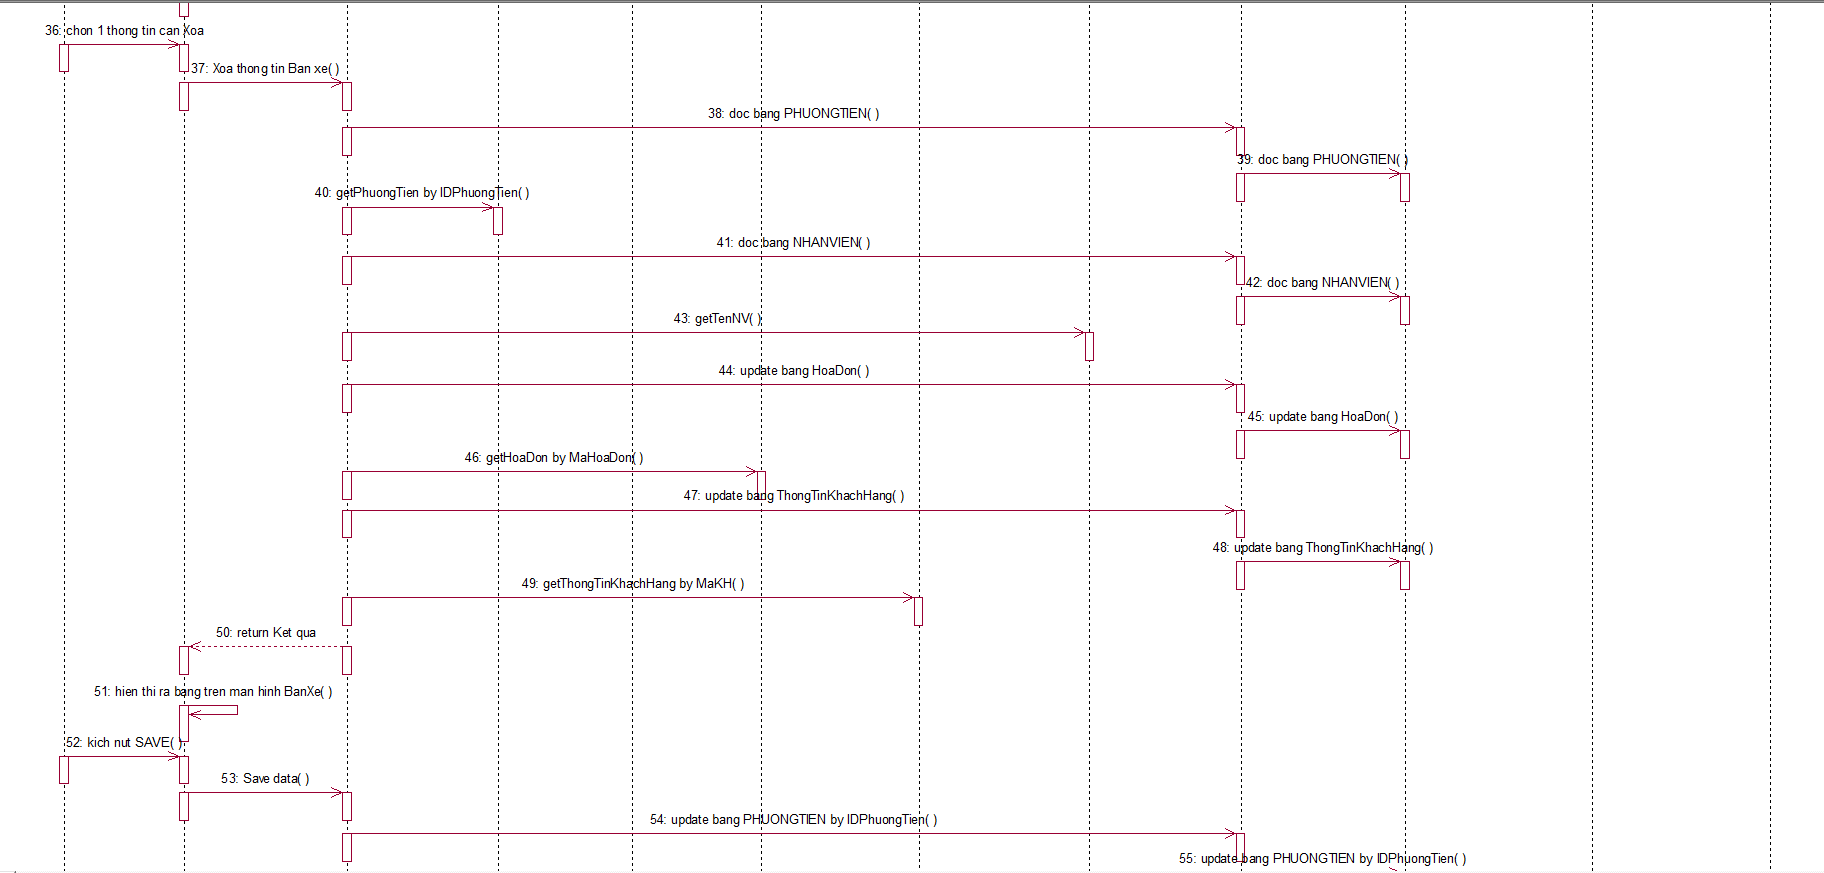 36: chon 1 thong tin can Xoa
37: Xoa thong tin Ban xe( )
38: doc bang PHUONGTIEN( )
39: doc bang PHUONGTIEN( )
40: getPhuongTien by IDPhuongTien( )
41: doc bang NHANVIEN( )
42: doc bang NHANVIEN( )
43: getTenNV( )
44: update bang HoaDon( )
45: update bang HoaDon( )
46: getHoaDon by MaHoaDon( )
47: update bang ThongTinKhachHang( )
48: update bang ThongTinKhachHang( )
49: getThongTinKhachHang by MaKH( )
50: return Ket qua
51: hien thi ra bang tren man hinh BanXe( )
52: kich nut SAVE( )
53: Save data( )
54: update bang PHUONGTIEN by IDPhuongTien( )
55: update bang PHUONGTIEN by IDPhuongTien( )